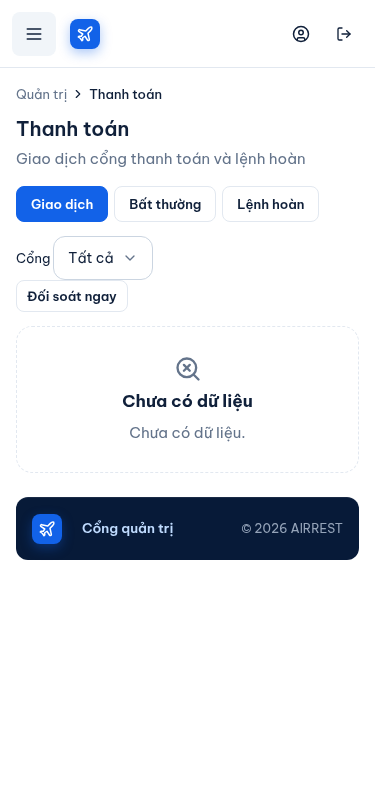 Quản trị > Thanh toán
Thanh toán
Giao dịch cổng thanh toán và lệnh hoàn
Giao dịch Bất thường Lệnh hoàn
Cổng Tất cả
Đối soát ngay
Chưa có dữ liệu
Chưa có dữ liệu.
Cổng quản trị © 2026 AIRREST